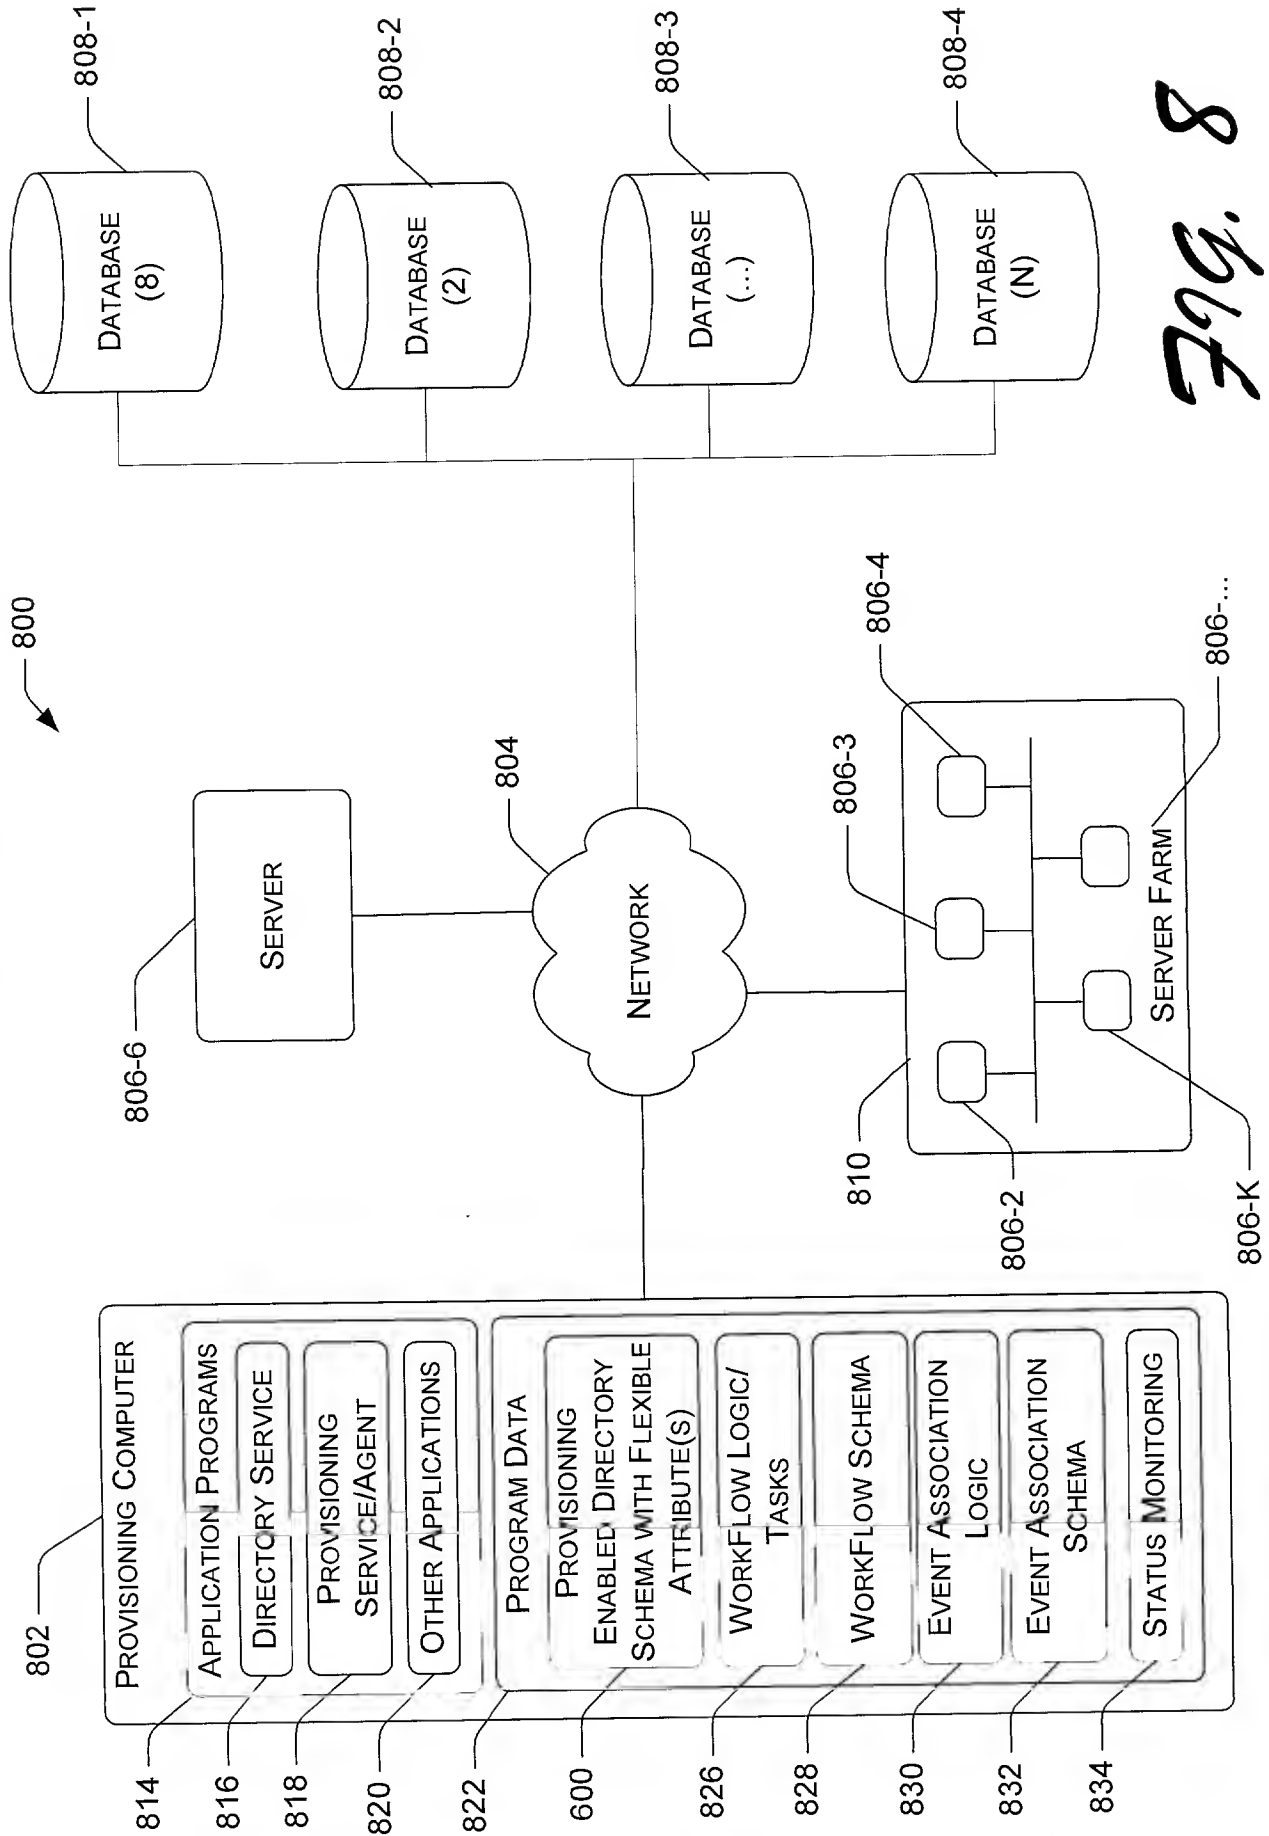 800
802
PROVISIONING COMPUTER
814
APPLICATION PROGRAMS
816
DIRECTORY SERVICE
818
PROVISIONING
SERVICE/AGENT
820
OTHER APPLICATIONS
822
PROGRAM DATA
600
PROVISIONING
ENABLED DIRECTORY
SCHEMA WITH FLEXIBLE
ATTRIBUTE(S)
826
WORKFLOW LOGIC/
TASKS
828
WORKFLOW SCHEMA
830
EVENT ASSOCIATION
LOGIC
832
EVENT ASSOCIATION
SCHEMA
834
STATUS MONITORING
806-6
SERVER
804
NETWORK
810
806-2
806-3
806-4
806-K
806-...
SERVER FARM
808-1
DATABASE
(8)
808-2
DATABASE
(2)
808-3
DATABASE
(...)
808-4
DATABASE
(N)
FIG. 8